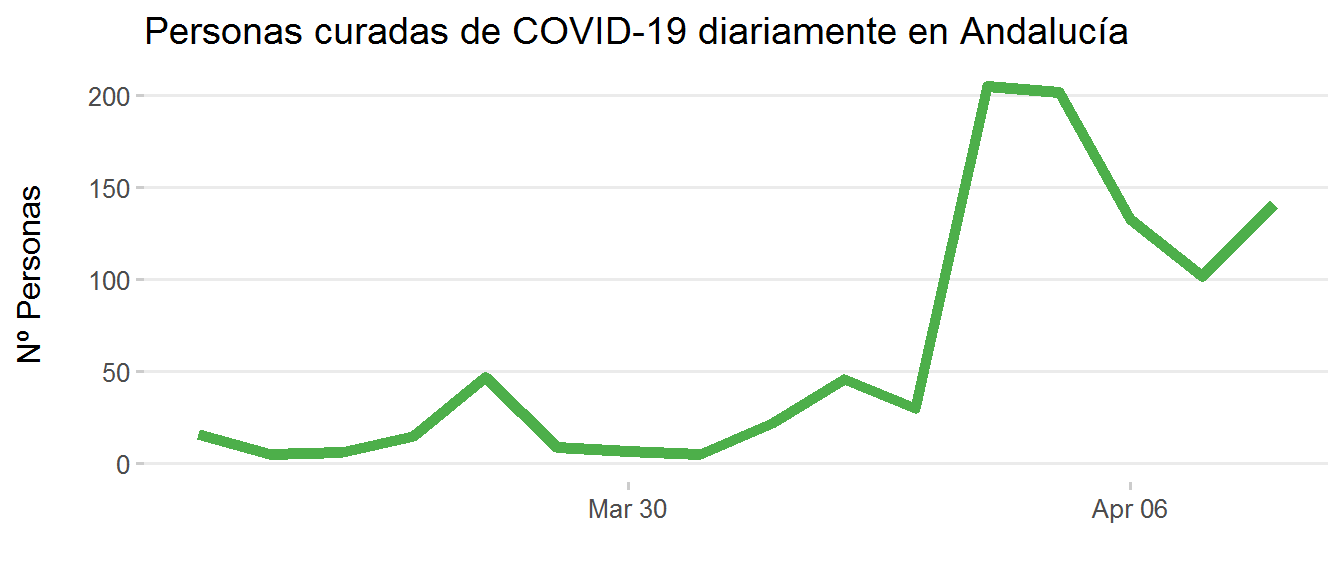 Personas curadas de COVID-19 diariamente en Andalucía
Nº Personas
200
150
100
50
0
Mar 30
Apr 06